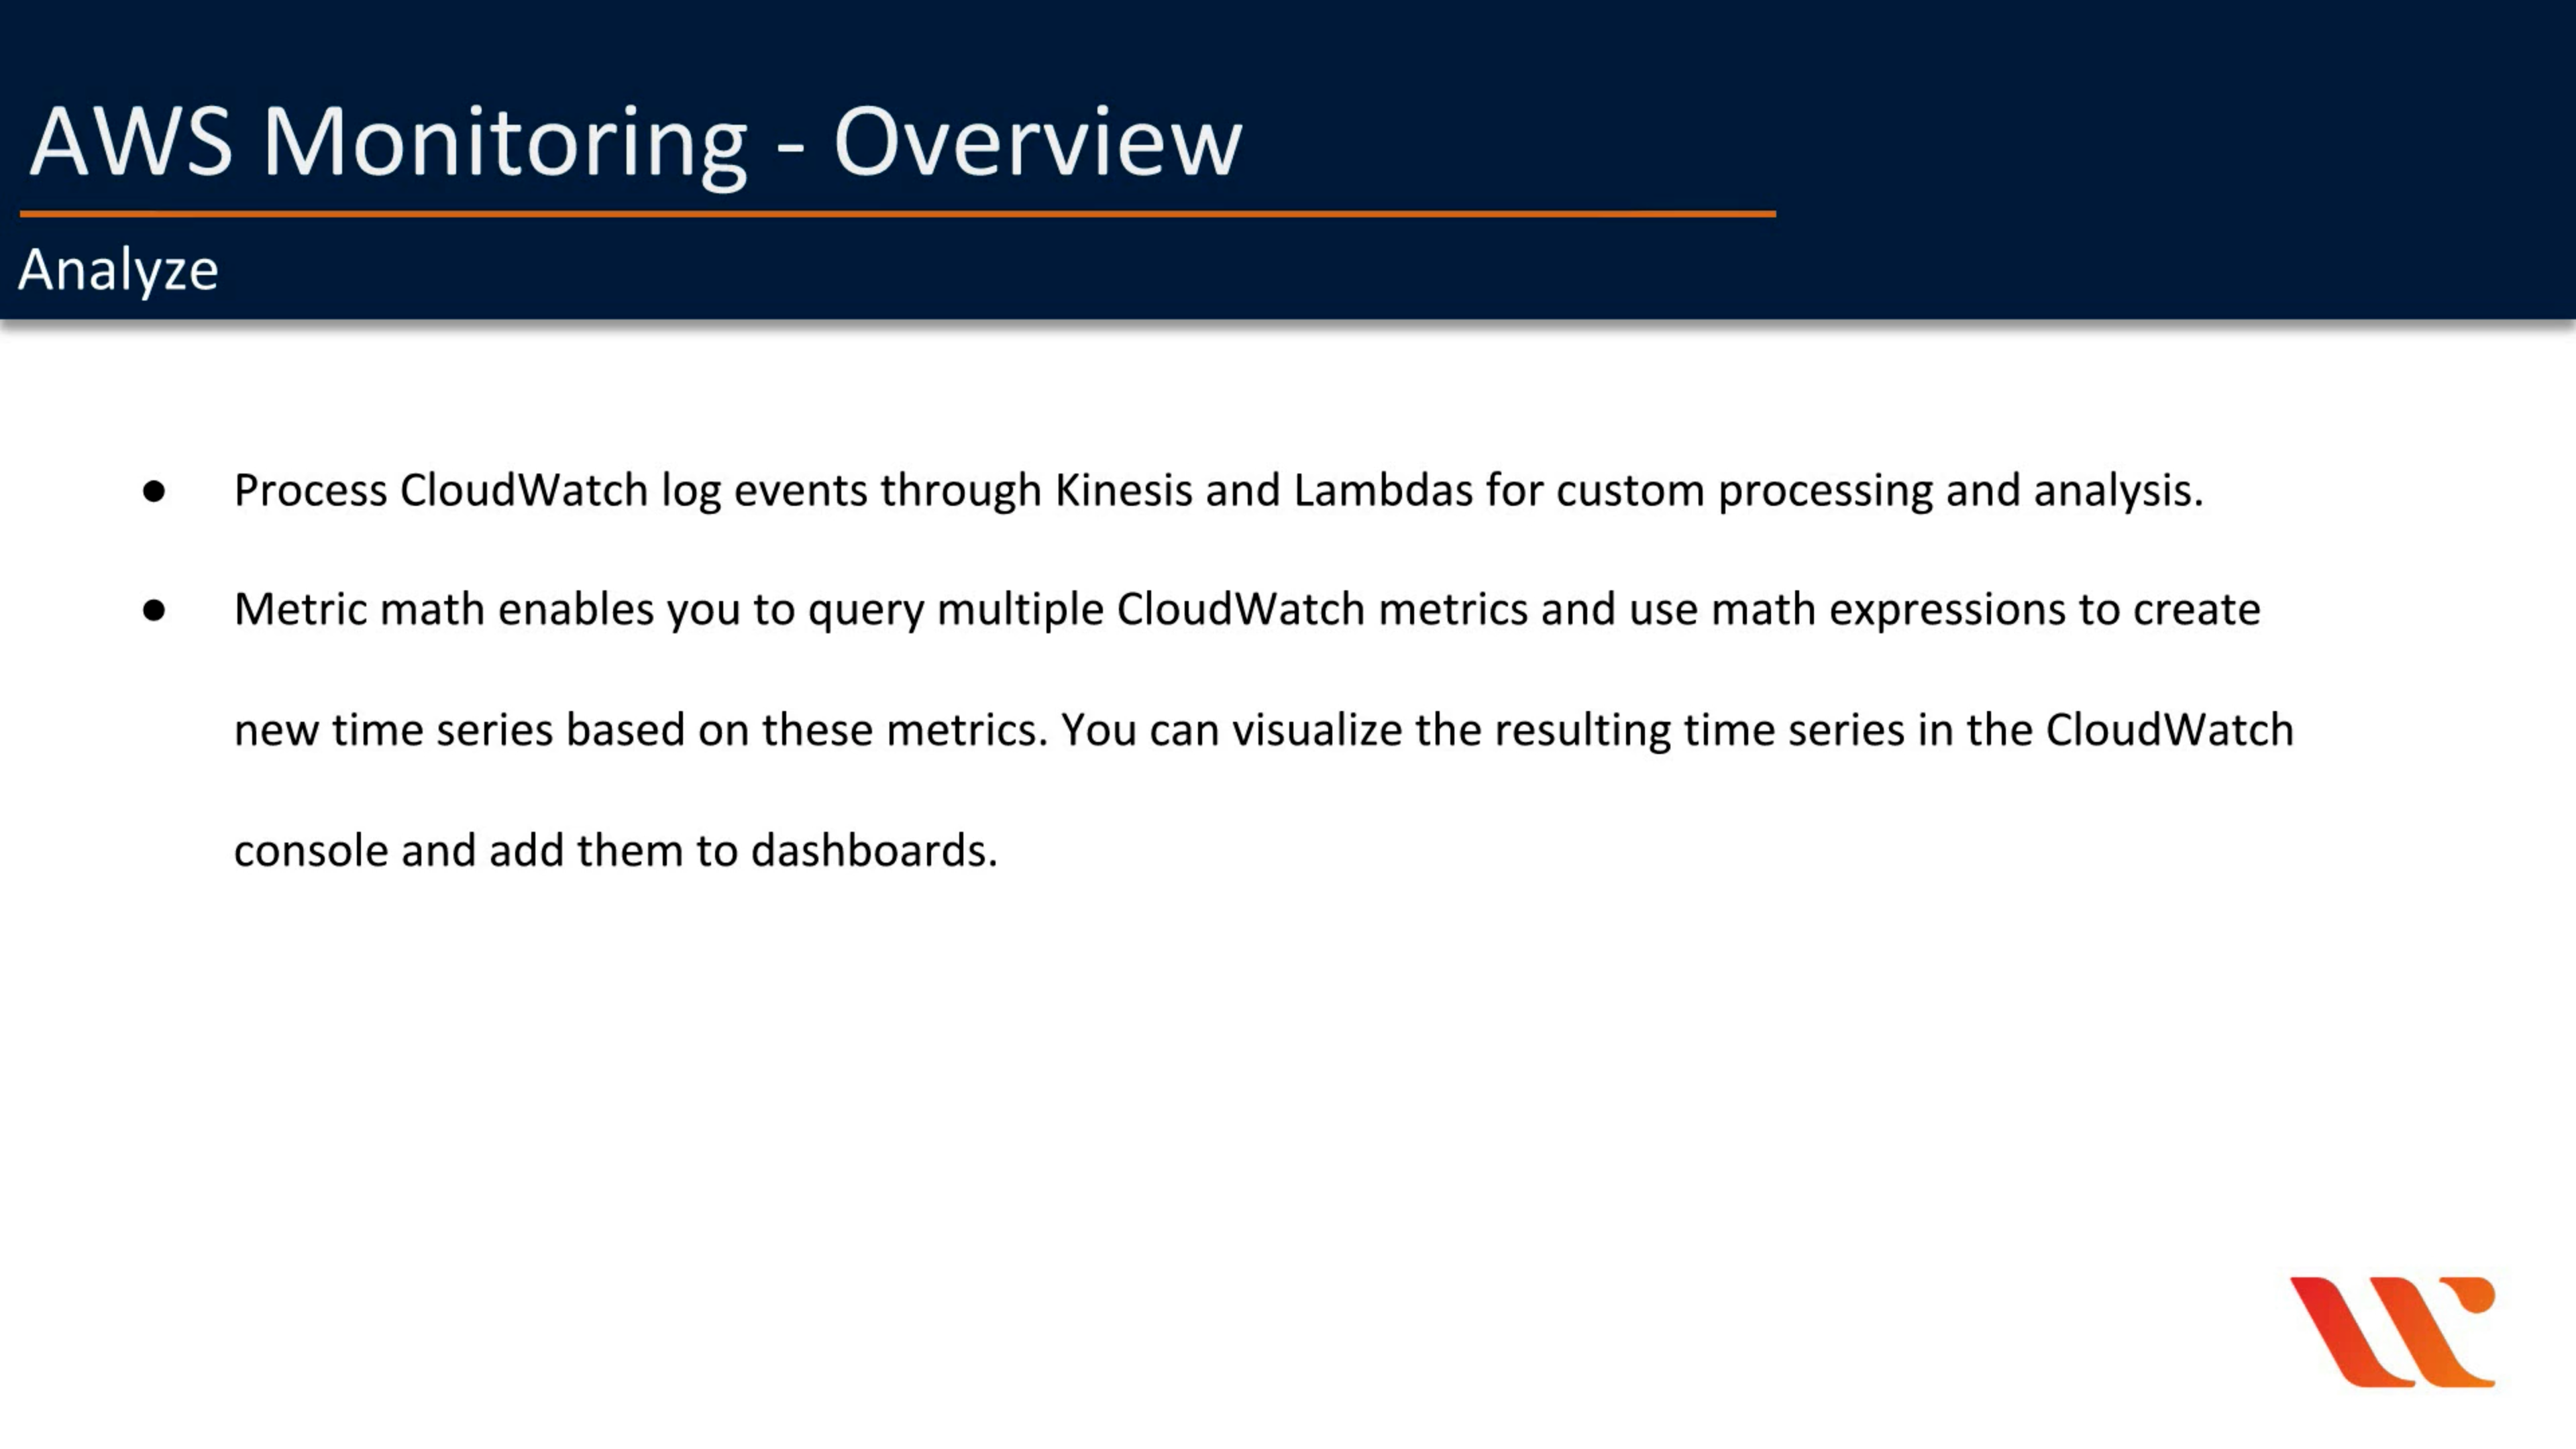 AWS Monitoring - Overview
Analyze
● Process CloudWatch log events through Kinesis and Lambdas for custom processing and analysis.
● Metric math enables you to query multiple CloudWatch metrics and use math expressions to create
new time series based on these metrics. You can visualize the resulting time series in the CloudWatch
console and add them to dashboards.